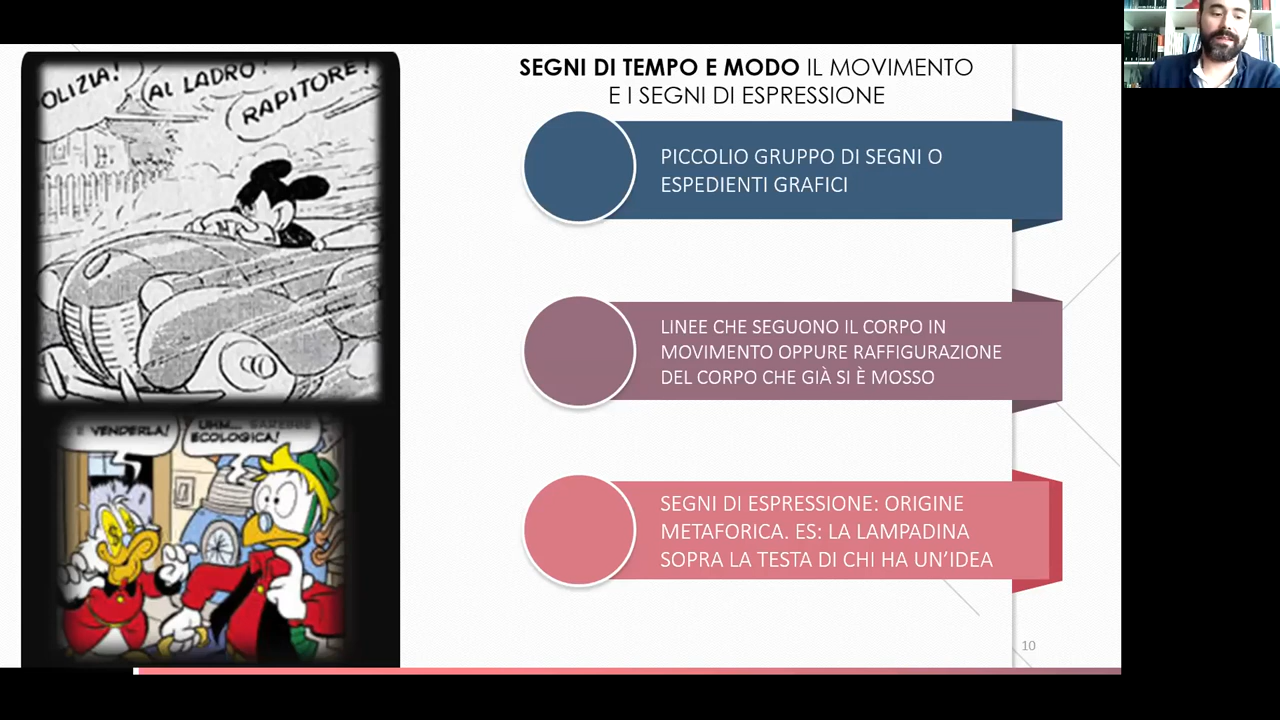 OLIZIA!
AL LADRO!
RAPITORE!
E VENDERLA!
UHM... SAREBBE
ECOLOGICA!
SEGNI DI TEMPO E MODO IL MOVIMENTO
E I SEGNI DI ESPRESSIONE
PICCOLIO GRUPPO DI SEGNI O
ESPEDIENTI GRAFICI
LINEE CHE SEGUONO IL CORPO IN
MOVIMENTO OPPURE RAFFIGURAZIONE
DEL CORPO CHE GIÀ SI È MOSSO
SEGNI DI ESPRESSIONE: ORIGINE
METAFORICA. ES: LA LAMPADINA
SOPRA LA TESTA DI CHI HA UN’IDEA
10